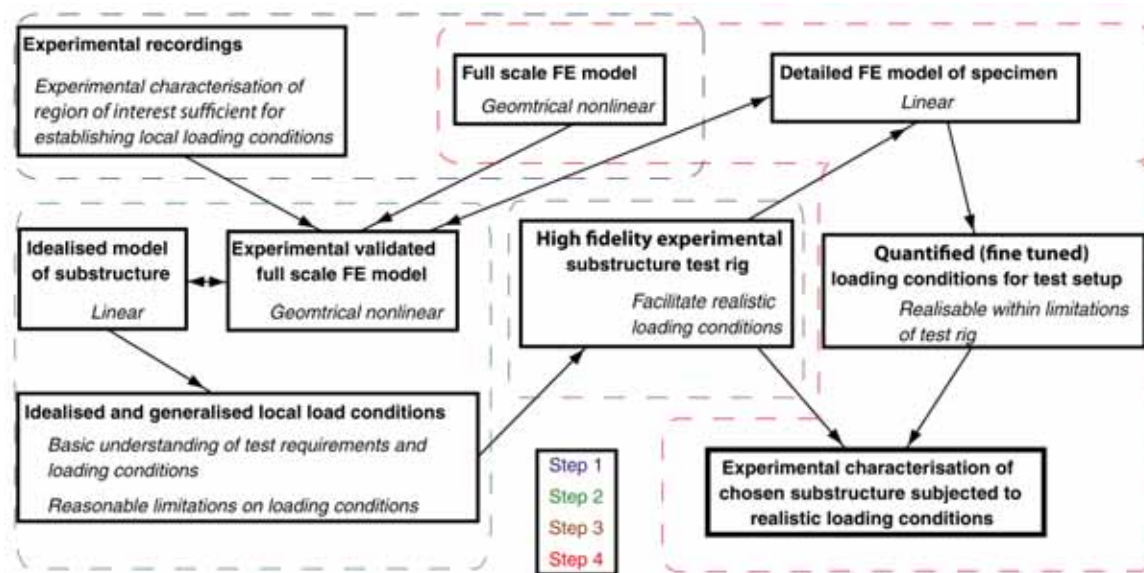 Experimental recordings
Experimental characterisation of
region of interest sufficient for
establishing local loading conditions
Full scale FE model
Geomtrical nonlinear
Detailed FE model of specimen
Linear
Idealised model
of substructure
Linear
Experimental validated
full scale FE model
Geomtrical nonlinear
High fidelity experimental
substructure test rig
Facilitate realistic
loading conditions
Quantified (fine tuned)
loading conditions for test setup
Realisable within limitations
of test rig
Idealised and generalised local load conditions
Basic understanding of test requirements and
loading conditions
Reasonable limitations on loading conditions
Step 1
Step 2
Step 3
Step 4
Experimental characterisation of
chosen substructure subjected to
realistic loading conditions